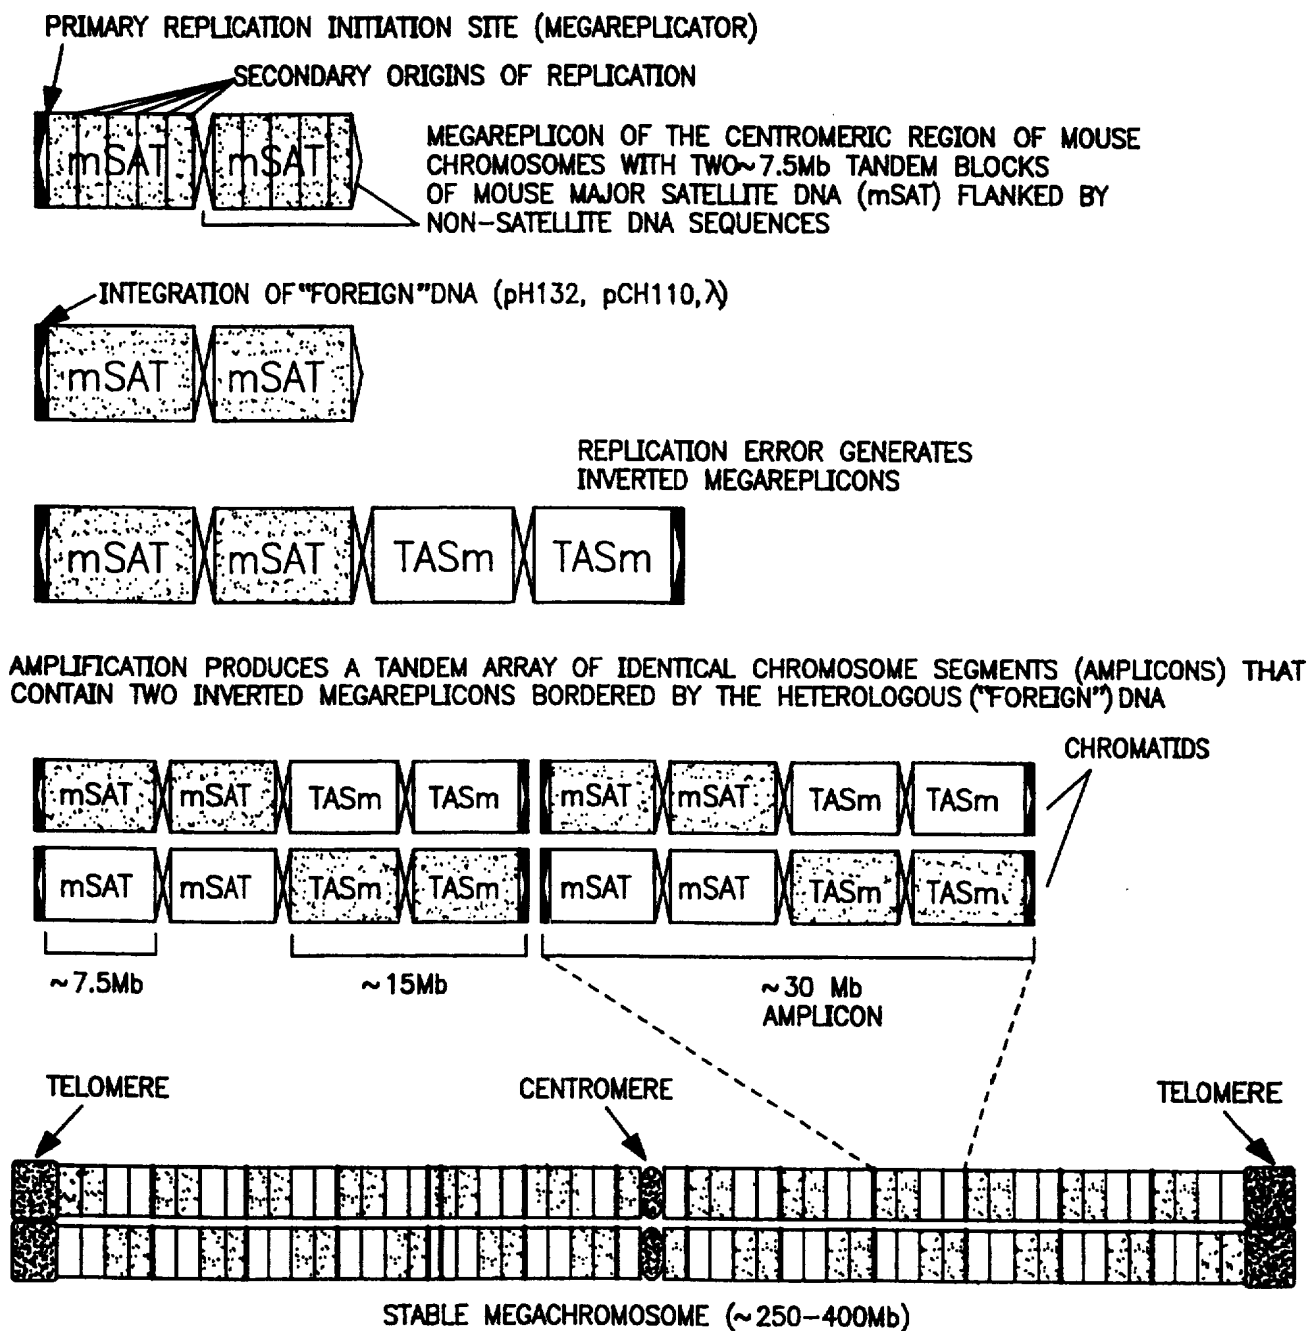 PRIMARY REPLICATION INITIATION SITE (MEGAREPLICATOR)
SECONDARY ORIGINS OF REPLICATION
mSAT mSAT
MEGAREPLICON OF THE CENTROMERIC REGION OF MOUSE
CHROMOSOMES WITH TWO~7.5Mb TANDEM BLOCKS
OF MOUSE MAJOR SATELLITE DNA (mSAT) FLANKED BY
NON-SATELLITE DNA SEQUENCES
INTEGRATION OF "FOREIGN" DNA (pH132, pCH110, λ)
mSAT mSAT
REPLICATION ERROR GENERATES
INVERTED MEGAREPLICONS
mSAT mSAT TASm TASm
AMPLIFICATION PRODUCES A TANDEM ARRAY OF IDENTICAL CHROMOSOME SEGMENTS (AMPLICONS) THAT
CONTAIN TWO INVERTED MEGAREPLICONS BORDERED BY THE HETEROLOGOUS ("FOREIGN") DNA
CHROMATIDS
mSAT mSAT TASm TASm mSAT mSAT TASm TASm
mSAT mSAT TASm TASm mSAT mSAT TASm TASm
~7.5Mb ~15Mb ~30 Mb
AMPLICON
TELOMERE CENTROMERE TELOMERE
STABLE MEGACHROMOSOME (~250-400Mb)